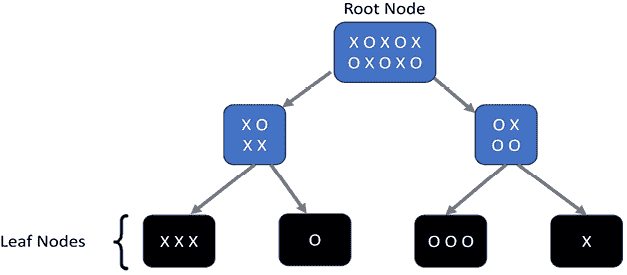 Root Node
X O X O X
O X O X O
X O
X X
O X
O O
Leaf Nodes
X X X
O
O O O
X